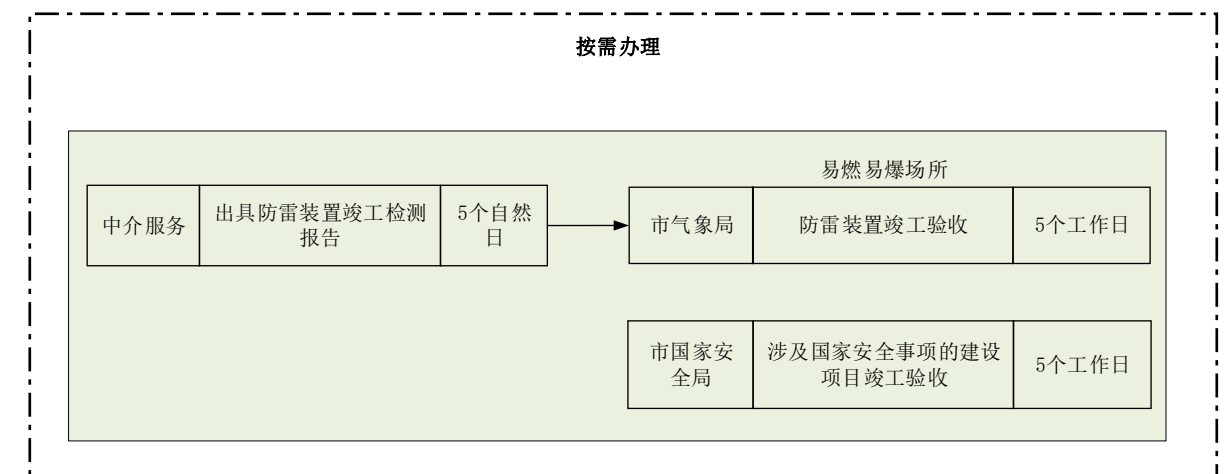 按需办理
易燃易爆场所
中介服务
出具防雷装置竣工检测
报告
5个自然
日
市气象局
防雷装置竣工验收
5个工作日
市国家安
全局
涉及国家安全事项的建设
项目竣工验收
5个工作日